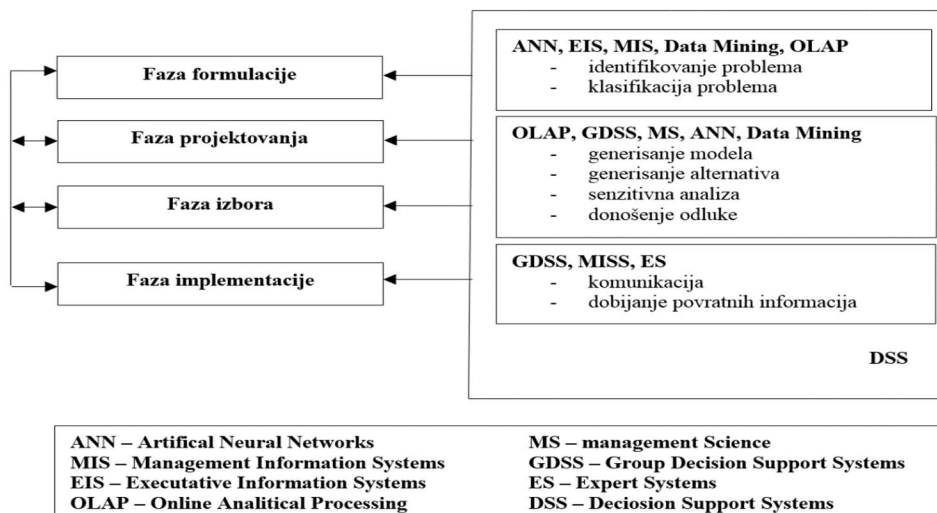 Faza formulacije
Faza projektovanja
Faza izbora
Faza implementacije
ANN, EIS, MIS, Data Mining, OLAP
- identifikovanje problema
- klasifikacija problema
OLAP, GDSS, MS, ANN, Data Mining
- generisanje modela
- generisanje alternativa
- senzitivna analiza
- donošenje odluke
GDSS, MISS, ES
- komunikacija
- dobijanje povratnih informacija
DSS
ANN – Artifical Neural Networks
MIS – Management Information Systems
EIS – Executative Information Systems
OLAP – Online Analitical Processing
MS – management Science
GDSS – Group Decision Support Systems
ES – Expert Systems
DSS – Deciosion Support Systems